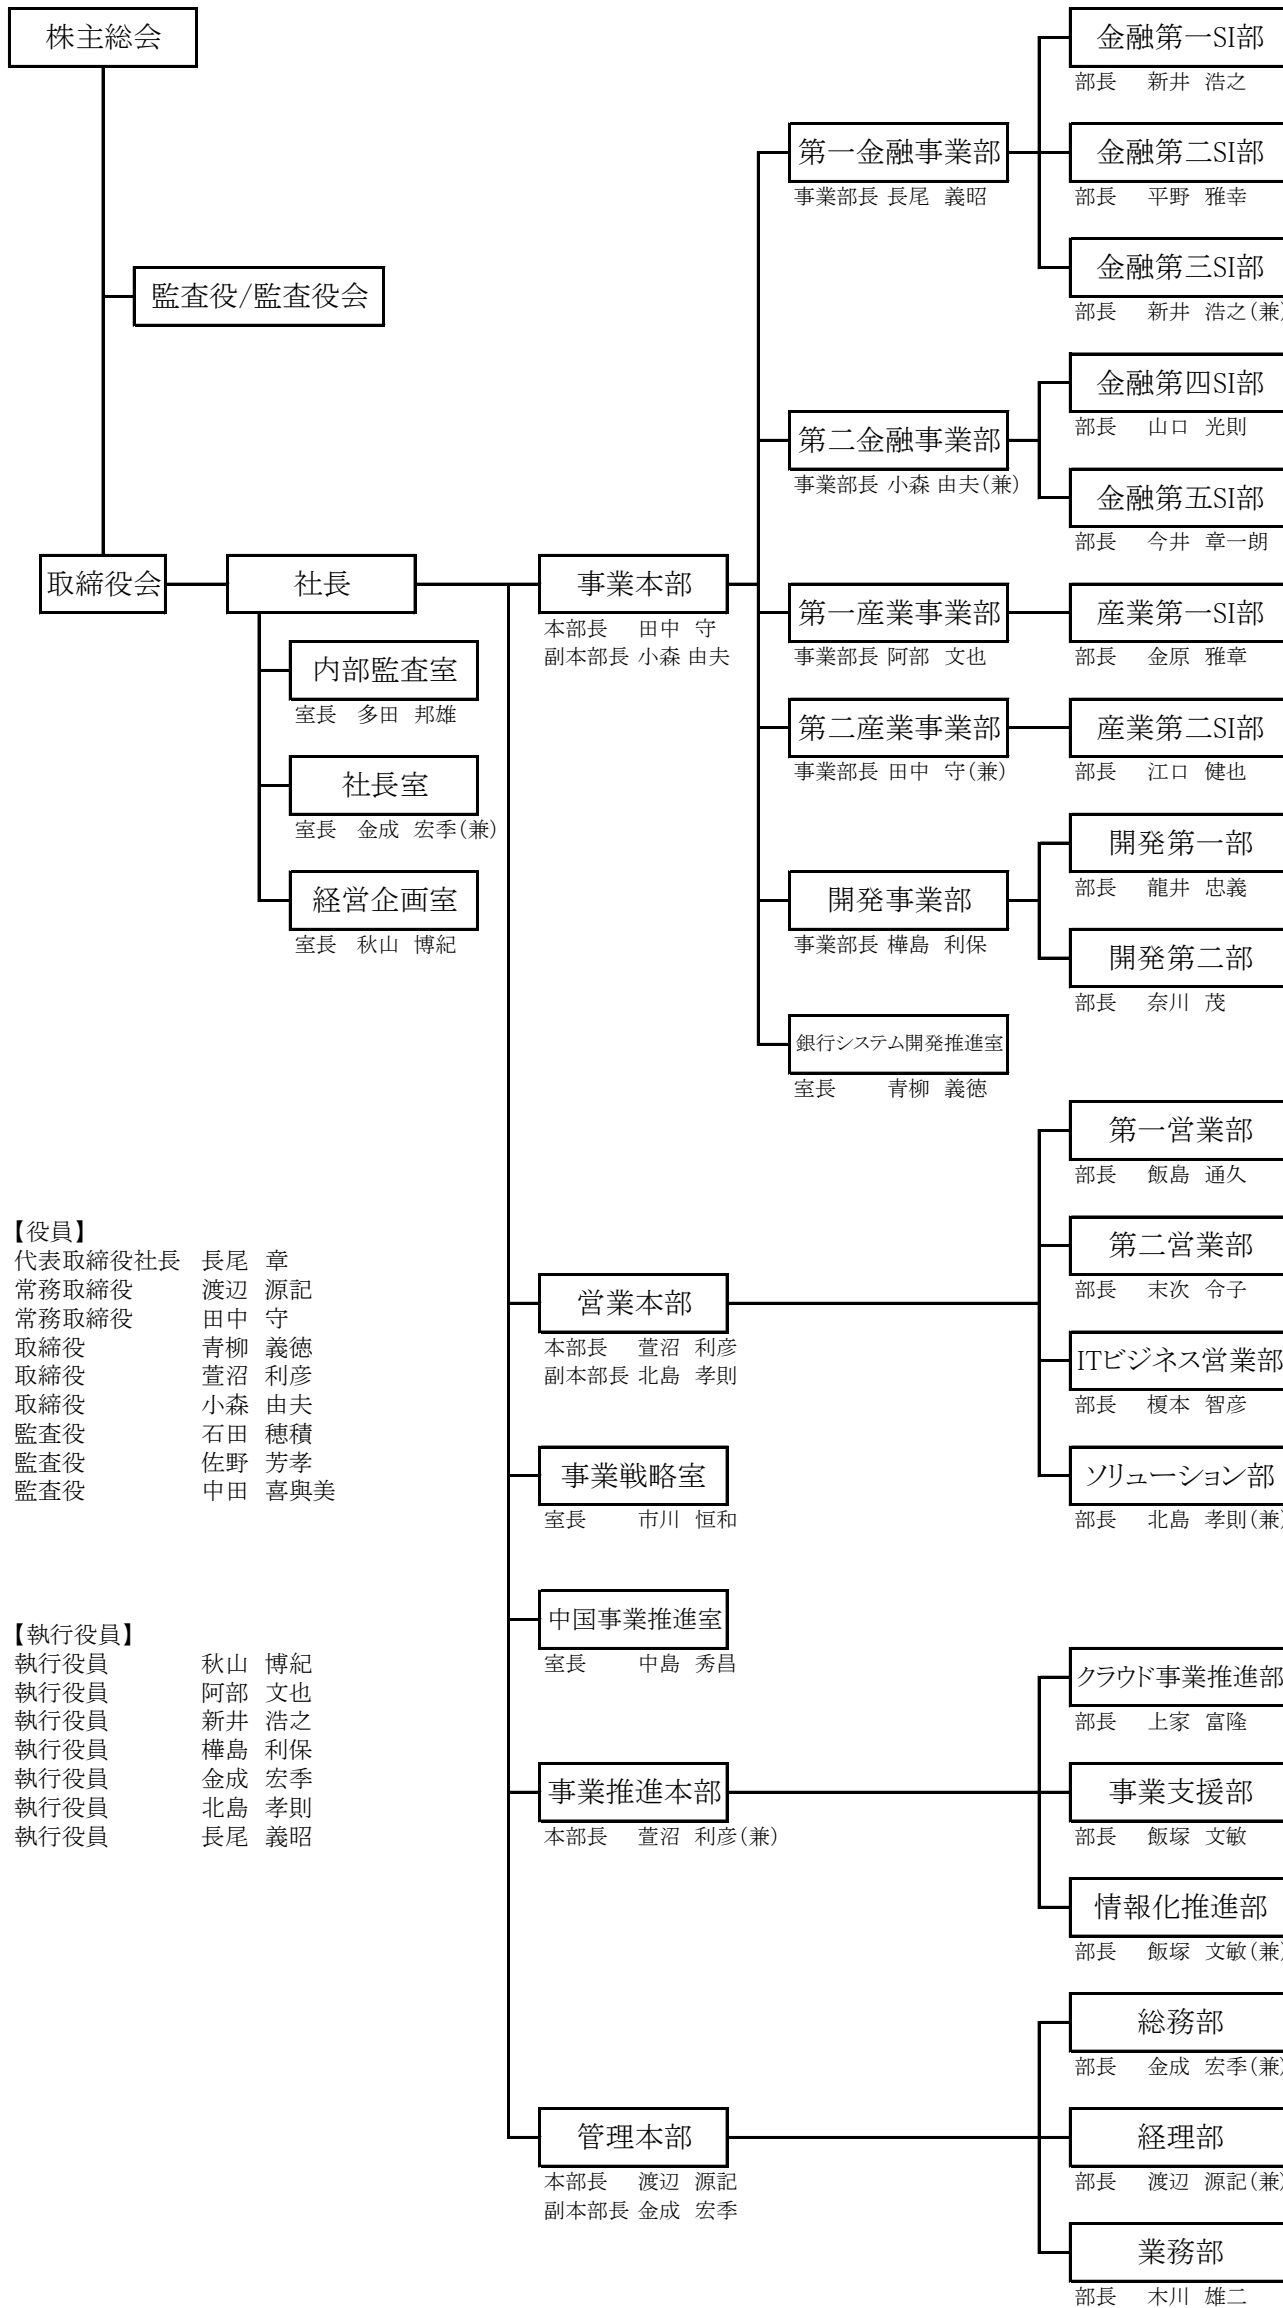 株主総会
監査役/監査役会
取締役会
社長
内部監査室
室長 多田 邦雄
社長室
室長 金成 宏季(兼)
経営企画室
室長 秋山 博紀
事業本部
本部長 田中 守
副本部長 小森 由夫
第一金融事業部
事業部長 長尾 義昭
金融第一SI部
部長 新井 浩之
金融第二SI部
部長 平野 雅幸
金融第三SI部
部長 新井 浩之(兼)
第二金融事業部
事業部長 小森 由夫(兼)
金融第四SI部
部長 山口 光則
金融第五SI部
部長 今井 章一朗
第一産業事業部
事業部長 阿部 文也
産業第一SI部
部長 金原 雅章
第二産業事業部
事業部長 田中 守(兼)
産業第二SI部
部長 江口 健也
開発事業部
事業部長 樺島 利保
開発第一部
部長 龍井 忠義
開発第二部
部長 奈川 茂
銀行システム開発推進室
室長 青柳 義徳
営業本部
本部長 萱沼 利彦
副本部長 北島 孝則
第一営業部
部長 飯島 通久
第二営業部
部長 末次 令子
ITビジネス営業部
部長 榎本 智彦
ソリューション部
部長 北島 孝則(兼)
事業戦略室
室長 市川 恒和
中国事業推進室
室長 中島 秀昌
事業推進本部
本部長 萱沼 利彦(兼)
クラウド事業推進部
部長 上家 富隆
事業支援部
部長 飯塚 文敏
情報化推進部
部長 飯塚 文敏(兼)
管理本部
本部長 渡辺 源記
副本部長 金成 宏季
総務部
部長 金成 宏季(兼)
経理部
部長 渡辺 源記(兼)
業務部
部長 木川 雄二
【役員】
代表取締役社長 長尾 章
常務取締役 渡辺 源記
常務取締役 田中 守
取締役 青柳 義徳
取締役 萱沼 利彦
取締役 小森 由夫
監査役 石田 穂積
監査役 佐野 芳孝
監査役 中田 喜與美
【執行役員】
執行役員 秋山 博紀
執行役員 阿部 文也
執行役員 新井 浩之
執行役員 樺島 利保
執行役員 金成 宏季
執行役員 北島 孝則
執行役員 長尾 義昭